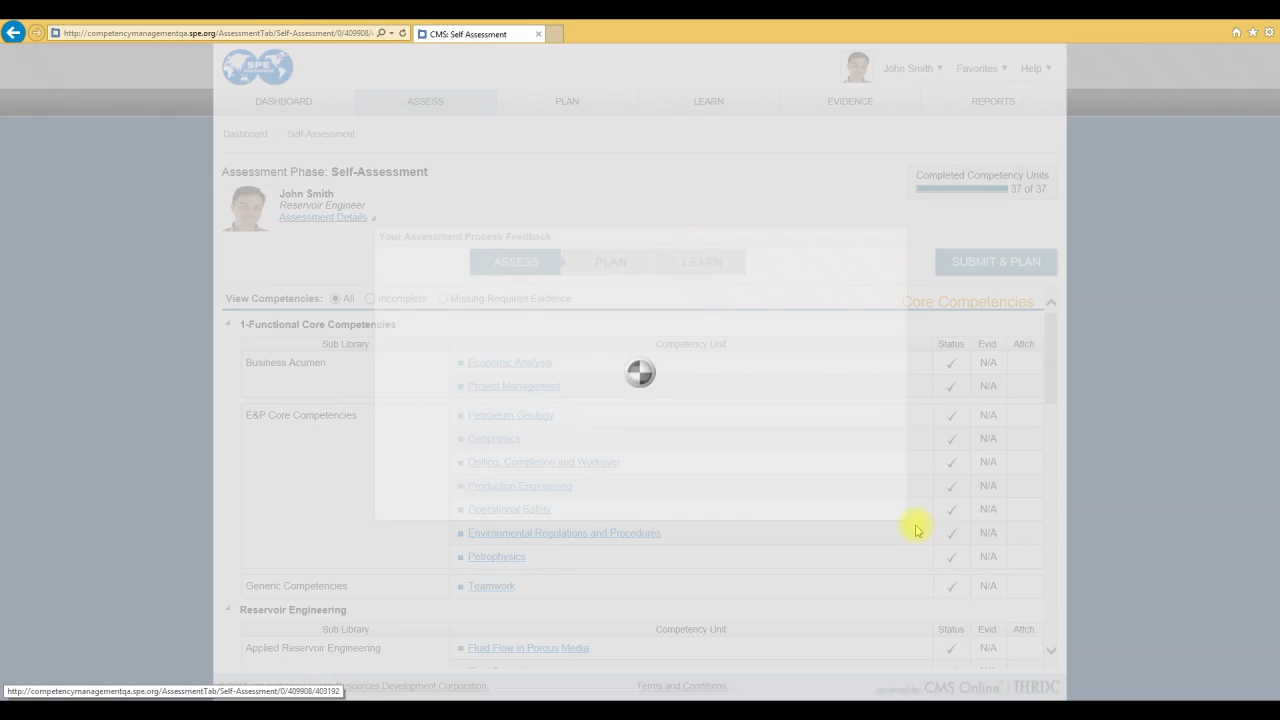 http://competencymanagementqa.spe.org/AssessmentTab/Self-Assessment/0/409908/
CMS: Self Assessment
SPE
John Smith Favorites Help
DASHBOARD ASSESS PLAN LEARN EVIDENCE REPORTS
Dashboard Self-Assessment
Assessment Phase: Self-Assessment
Completed Competency Units
37 of 37
John Smith
Reservoir Engineer
Assessment Details
Your Assessment Process Feedback
ASSESS PLAN LEARN
SUBMIT & PLAN
View Competencies: All Incomplete Missing Required Evidence
Core Competencies
1-Functional Core Competencies
Sub Library Competency Unit Status Evid. Attch.
Business Acumen Economic Analysis N/A
Project Management N/A
E&P Core Competencies Petroleum Geology N/A
Geophysics N/A
Drilling, Completion and Workover N/A
Production Engineering N/A
Operational Safety N/A
Environmental Regulations and Procedures N/A
Petrophysics N/A
Generic Competencies Teamwork N/A
Reservoir Engineering
Sub Library Competency Unit Status Evid. Attch.
Applied Reservoir Engineering Fluid Flow in Porous Media N/A
http://competencymanagementqa.spe.org/AssessmentTab/Self-Assessment/0/409908/403192
Resources Development Corporation.
Terms and Conditions
powered by CMS Online IHRDC